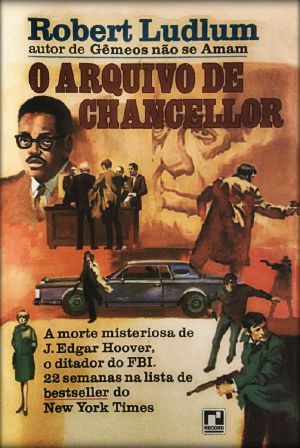 Robert Ludlum
autor de Gêmeos não se Amam
O ARQUIVO DE
CHANCELLOR
A morte misteriosa de
J. Edgar Hoover,
o ditador do FBI.
22 semanas na lista de
bestseller do
New York Times
RECORD